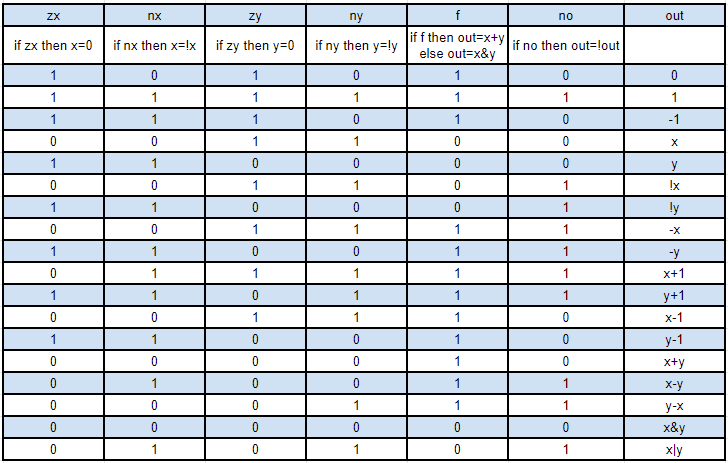 zx nx zy ny f no out
if zx then x=0 if nx then x=!x if zy then y=0 if ny then y=!y if f then out=x+y if no then out=!out
else out=x&y
1 0 1 0 1 0 0
1 1 1 1 1 1 1
1 1 1 0 1 0 -1
0 0 1 1 0 0 x
1 1 0 0 0 0 y
0 0 1 1 0 1 !x
1 1 0 0 0 1 !y
0 0 1 1 1 1 -x
1 1 0 0 1 1 -y
0 1 1 1 1 1 x+1
1 1 0 1 1 1 y+1
0 0 1 1 1 0 x-1
1 1 0 0 1 0 y-1
0 0 0 0 1 0 x+y
0 1 0 0 1 1 x-y
0 0 0 1 1 1 y-x
0 0 0 0 0 0 x&y
0 1 0 1 0 1 x|y